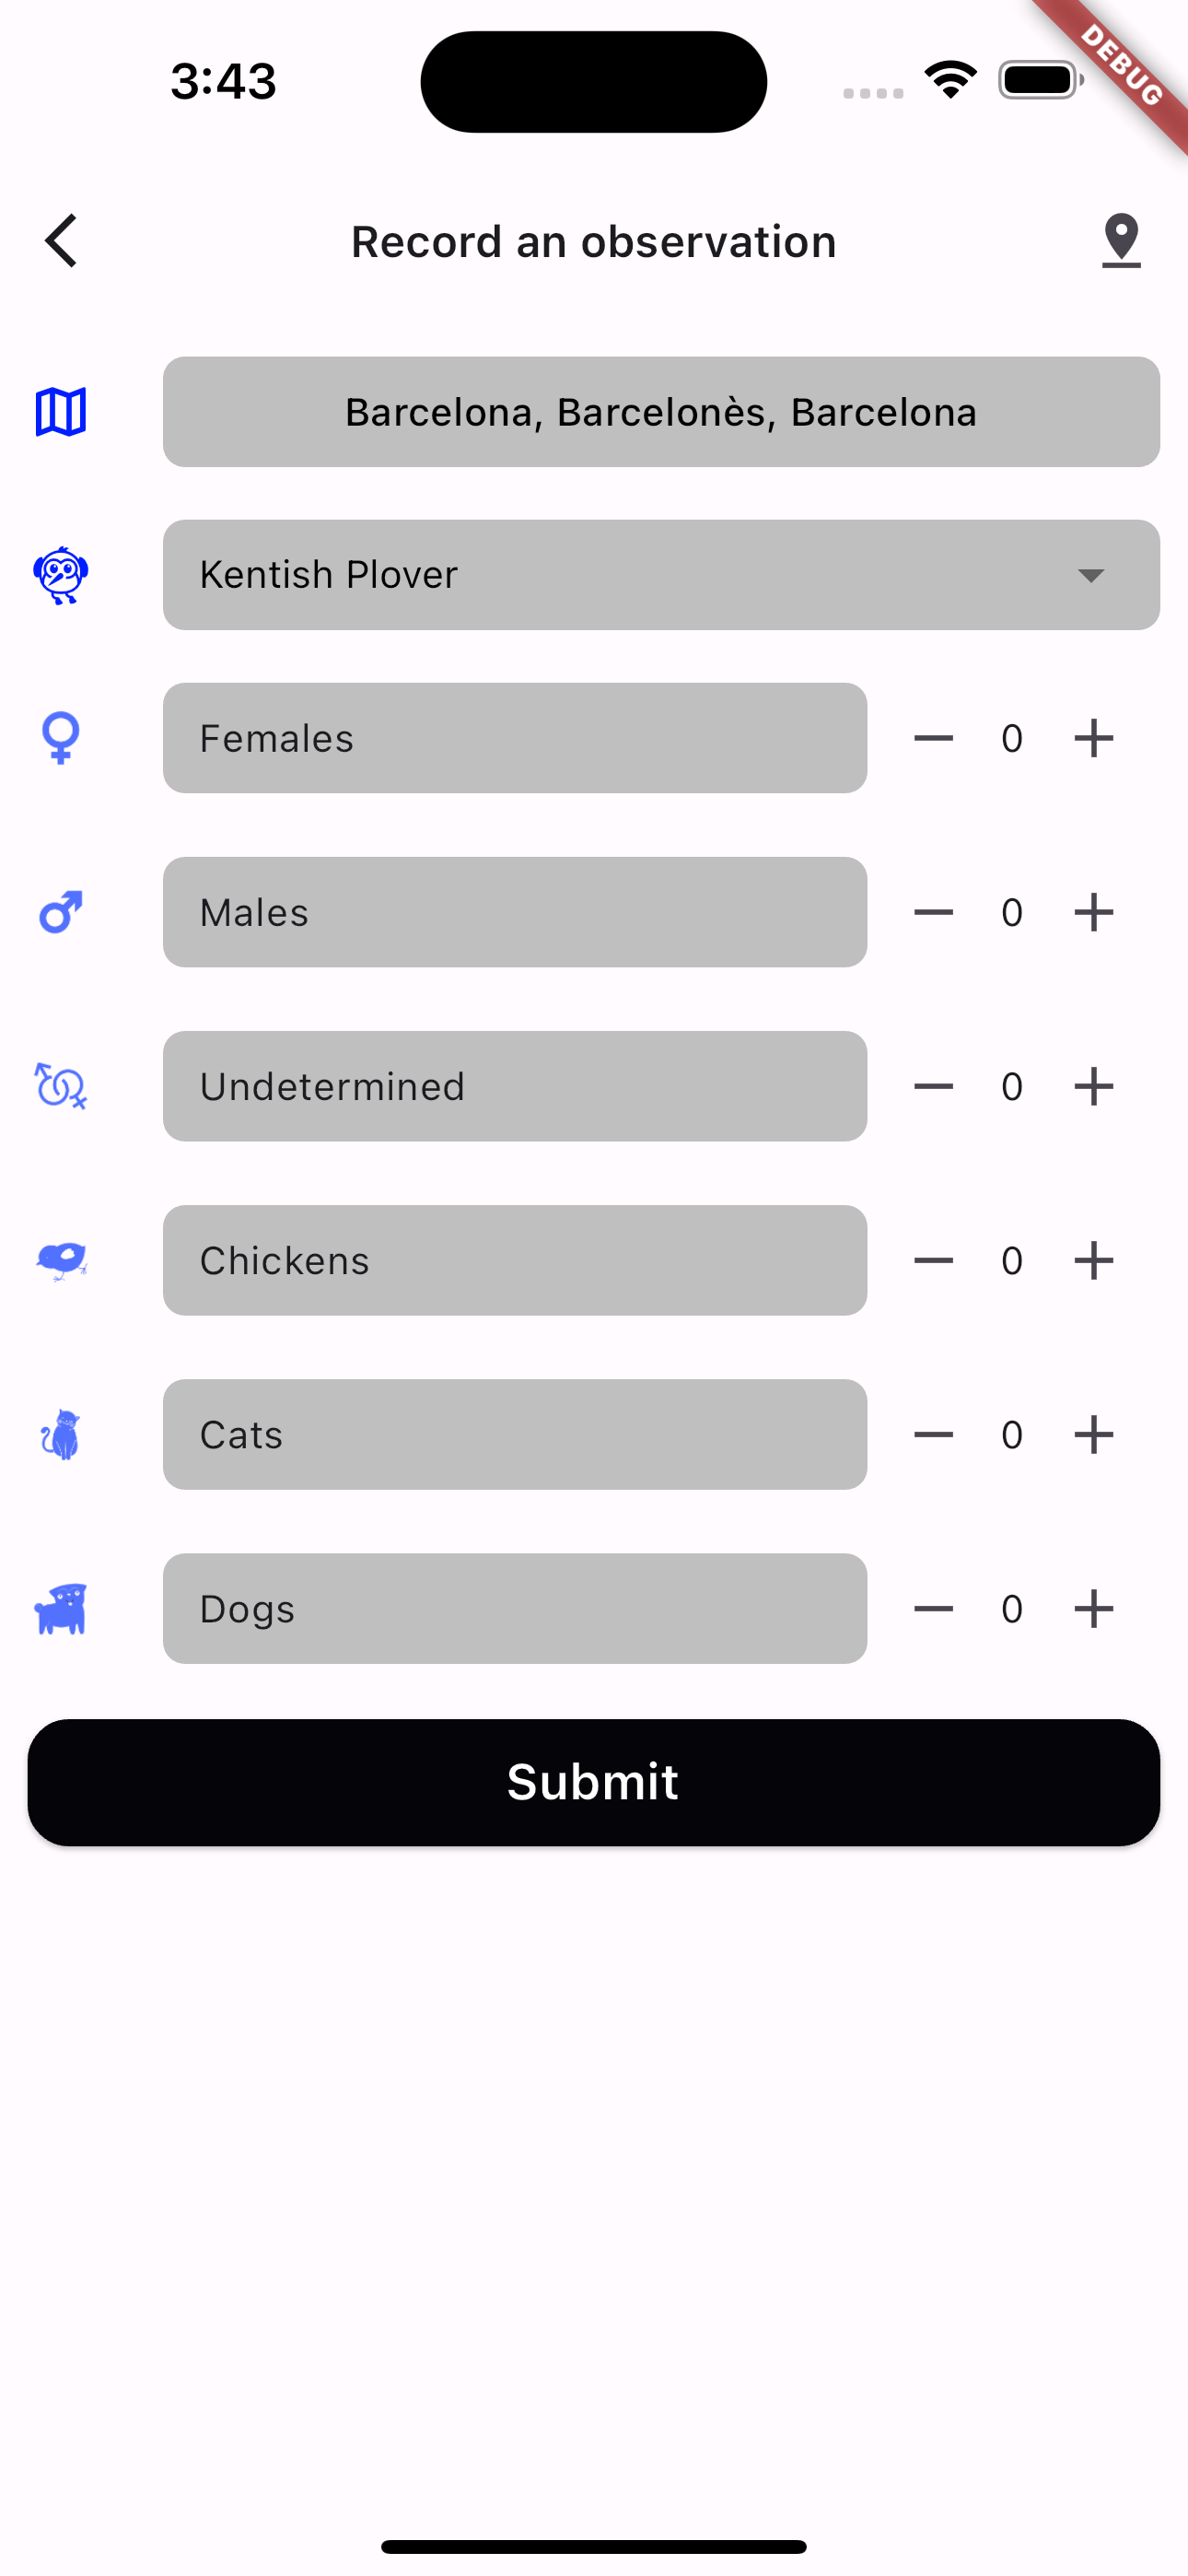 3:43
DEBUG
Record an observation
Barcelona, Barcelonès, Barcelona
Kentish Plover
Females 0
Males 0
Undetermined 0
Chickens 0
Cats 0
Dogs 0
Submit